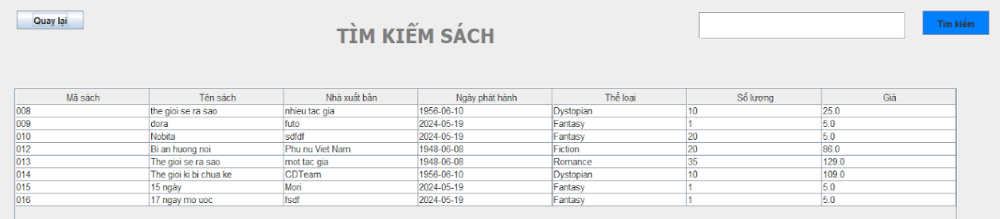 Quay lại
Tìm kiếm
TÌM KIẾM SÁCH
Mã sách Tên sách Nhà xuất bản Ngày phát hành Thể loại Số lượng Giá
008 the gioi se ra sao nhieu tac gia 1956-06-10 Dystopian 10 25.0
009 dora futo 2024-05-19 Fantasy 1 5.0
010 Nobita sdfdf 2024-05-19 Fantasy 20 5.0
012 Bi an huong noi Phu nu Viet Nam 1948-06-08 Fiction 20 86.0
013 The gioi se ra sao mot tac gia 1948-06-08 Romance 35 129.0
014 The gioi ki bi chua ke CDTeam 1956-06-10 Dystopian 10 109.0
015 15 ngày Mori 2024-05-19 Fantasy 1 5.0
016 17 ngay mo uoc fsdf 2024-05-19 Fantasy 1 5.0